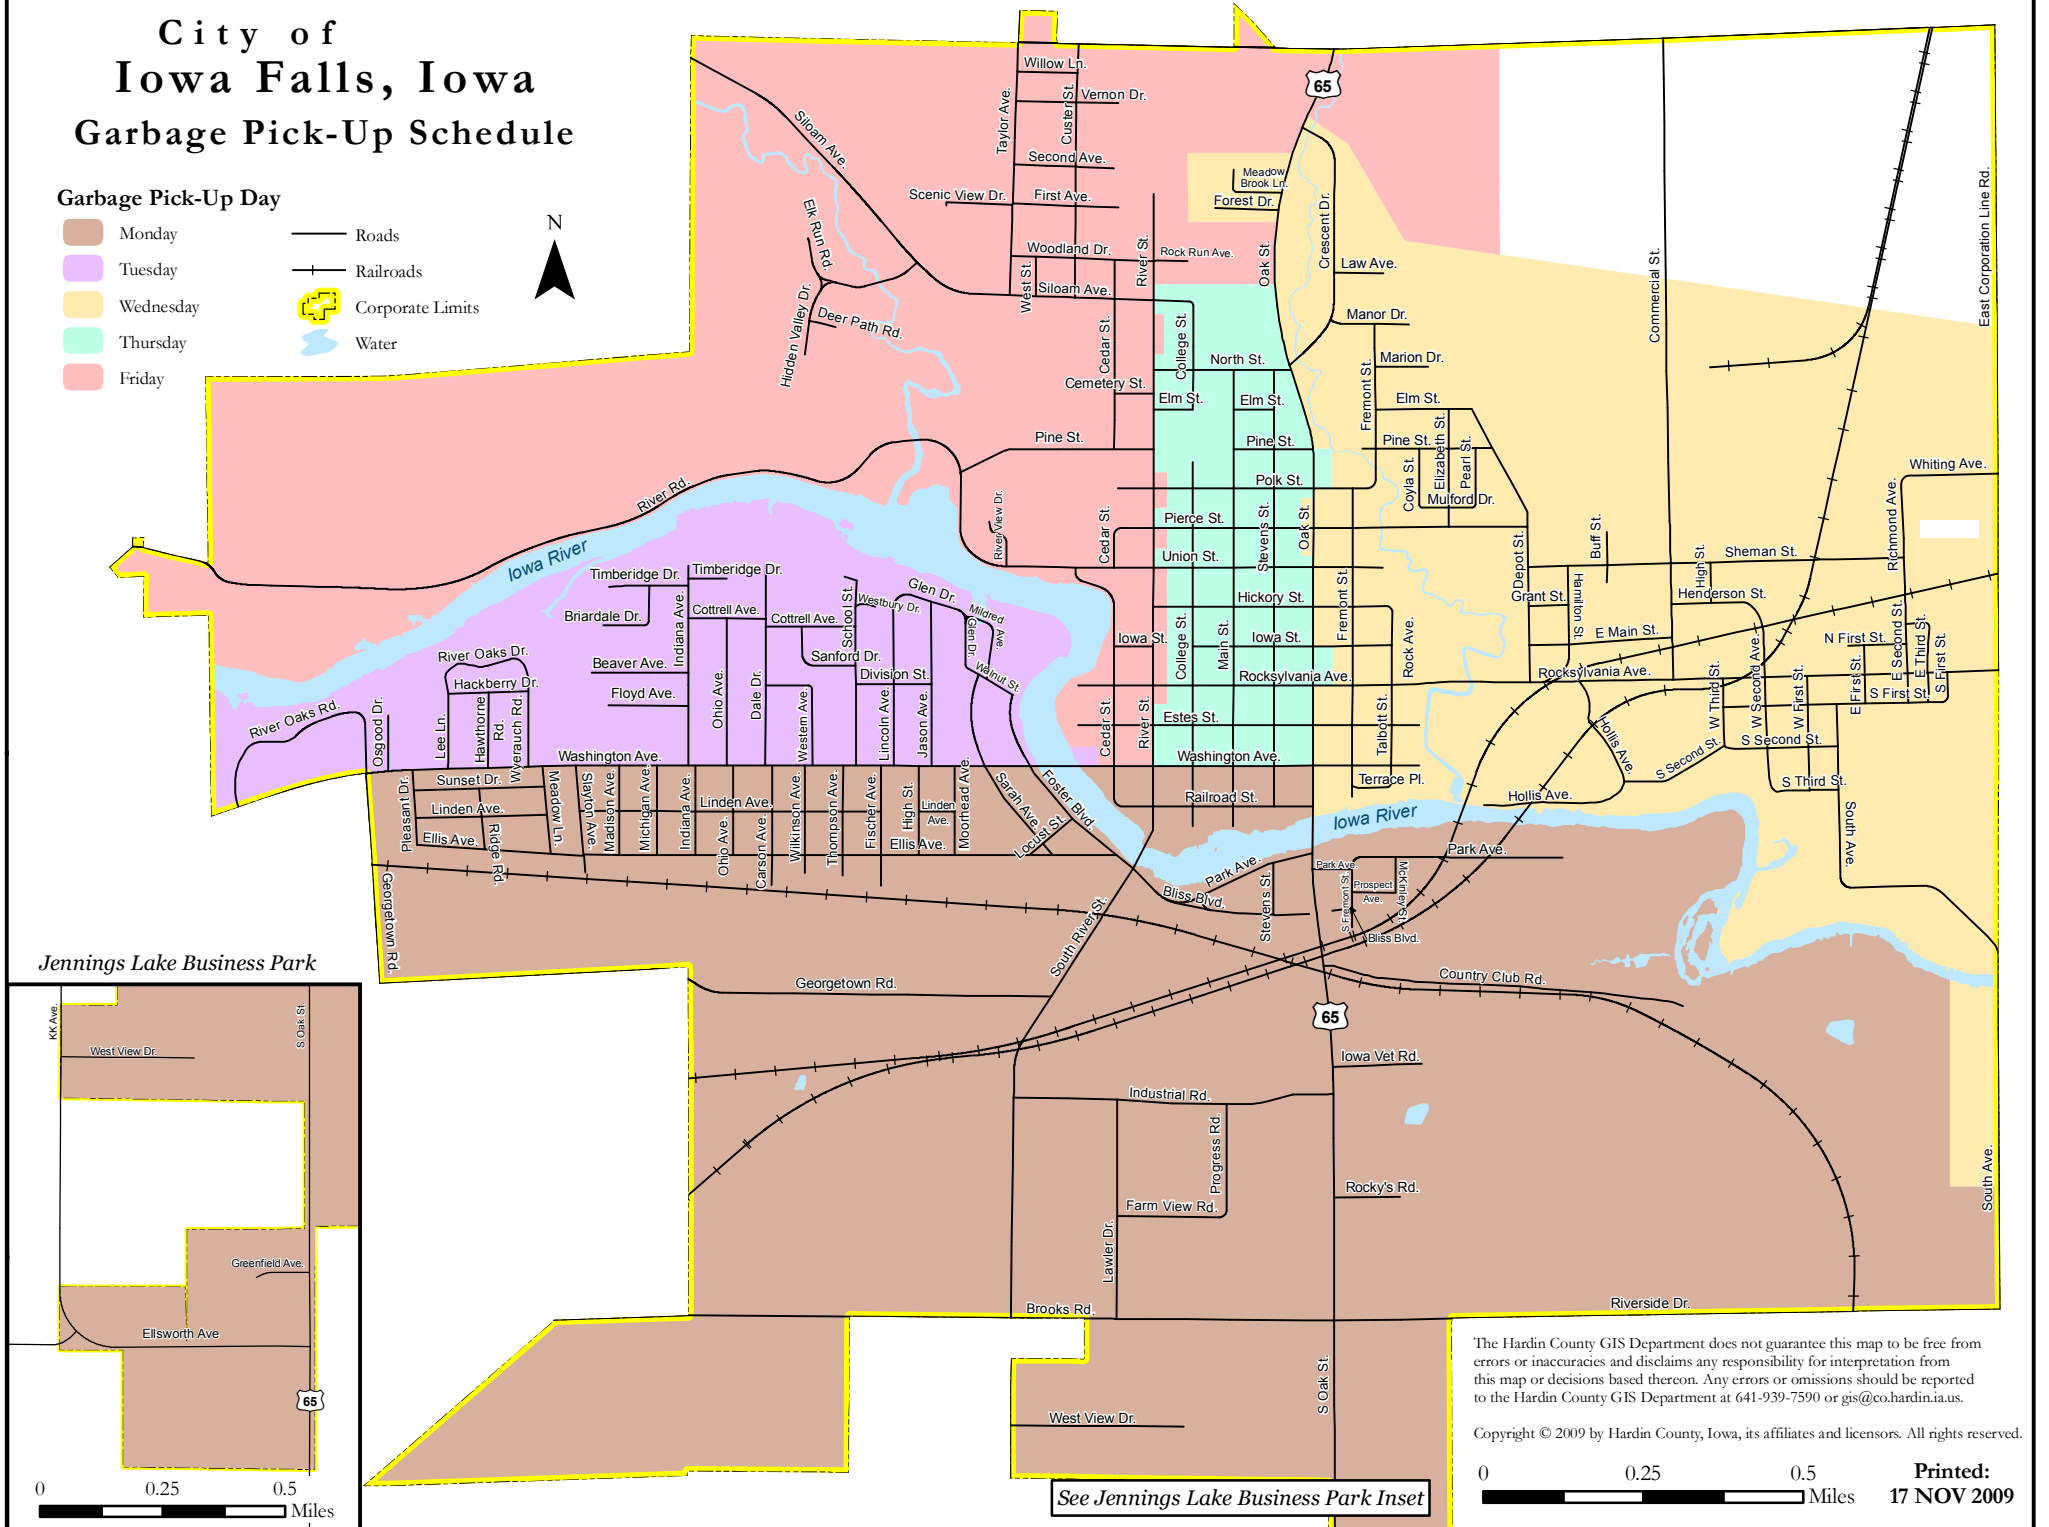 City of
Iowa Falls, Iowa
Garbage Pick-Up Schedule
Garbage Pick-Up Day
Monday
Tuesday
Wednesday
Thursday
Friday
Roads
Railroads
Corporate Limits
Water
N
65
Willow Ln.
Vernon Dr.
Taylor Ave.
Custer St.
Siloam Ave.
Second Ave.
Scenic View Dr.
First Ave.
Meadow
Brook Ln.
Forest Dr.
Elk Run Rd.
Woodland Dr.
River St.
Rock Run Ave.
Oak St.
Crescent Dr.
Law Ave.
Commercial St.
East Corporation Line Rd.
West St.
Siloam Ave.
Hidden Valley Dr.
Deer Path Rd.
Manor Dr.
Cedar St.
College St.
North St.
Marion Dr.
Cemetery St.
Fremont St.
Elm St.
Elm St.
Elm St.
Pine St.
Pine St.
Pine St.
Elizabeth St.
Pearl St.
Coyla St.
Whiting Ave.
River Rd.
Polk St.
Mulford Dr.
River View Dr.
Cedar St.
Pierce St.
Stevens St.
Oak St.
Depot St.
Buff St.
Richmond Ave.
Iowa River
Union St.
High St.
Sheman St.
Timberidge Dr.
Timberidge Dr.
Glen Dr.
Hamilton St.
Briardale Dr.
Indiana Ave.
Cottrell Ave.
Cottrell Ave.
School St.
Westbury Dr.
Mildred Ave.
Glen Dr.
Hickory St.
Fremont St.
Grant St.
Henderson St.
Iowa St.
College St.
Main St.
Iowa St.
Rock Ave.
E Main St.
N First St.
E Second St.
E Third St.
S First St.
River Oaks Dr.
Beaver Ave.
Sanford Dr.
Division St.
Walnut St.
Rocksylvania Ave.
Rocksylvania Ave.
W Third St.
W Second Ave.
W First St.
E First St.
S First St.
Hackberry Dr.
Floyd Ave.
River Oaks Rd.
Osgood Dr.
Lee Ln.
Hawthorne
Rd.
Wyerauch Rd.
Ohio Ave.
Dale Dr.
Western Ave.
Lincoln Ave.
Jason Ave.
Cedar St.
River St.
Estes St.
Talbott St.
Hollis Ave.
S Second St.
S Second St.
Washington Ave.
Washington Ave.
Terrace Pl.
S Third St.
Pleasant Dr.
Sunset Dr.
Meadow Ln.
Slayton Ave.
Madison Ave.
Michigan Ave.
Indiana Ave.
Linden Ave.
Wilkinson Ave.
Thompson Ave.
Fischer Ave.
High St.
Linden
Ave.
Moorhead Ave.
Sarah Ave.
Foster Blvd.
Railroad St.
Hollis Ave.
Linden Ave.
Iowa River
South Ave.
Ellis Ave.
Ridge Rd.
Ohio Ave.
Carson Ave.
Ellis Ave.
Locust St.
Park Ave.
Park Ave.
Park Ave.
Georgetown Rd.
Bliss Blvd.
Stevens St.
S Fremont St.
Prospect
Ave.
McKinley St.
Bliss Blvd.
South River St.
Georgetown Rd.
Country Club Rd.
65
Iowa Vet Rd.
Industrial Rd.
Progress Rd.
Rocky's Rd.
Farm View Rd.
Lawler Dr.
South Ave.
Brooks Rd.
Riverside Dr.
S Oak St.
West View Dr.
Jennings Lake Business Park
KK Ave.
S Oak St
West View Dr.
Greenfield Ave.
Ellsworth Ave
65
0 0.25 0.5
Miles
See Jennings Lake Business Park Inset
The Hardin County GIS Department does not guarantee this map to be free from
errors or inaccuracies and disclaims any responsibility for interpretation from
this map or decisions based thereon. Any errors or omissions should be reported
to the Hardin County GIS Department at 641-939-7590 or gis@co.hardin.ia.us.
Copyright © 2009 by Hardin County, Iowa, its affiliates and licensors. All rights reserved.
0 0.25 0.5
Miles
Printed:
17 NOV 2009